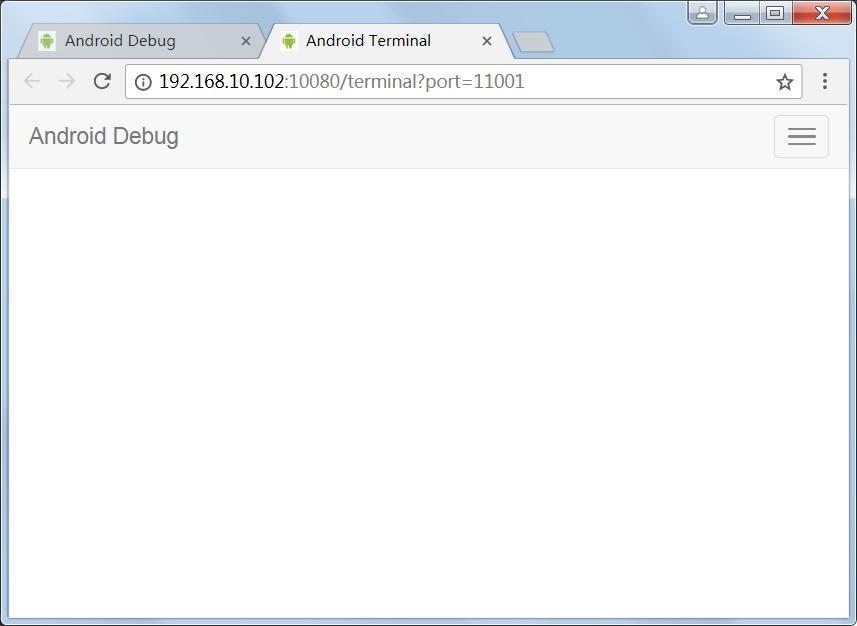 Android Debug
Android Terminal
192.168.10.102:10080/terminal?port=11001
Android Debug